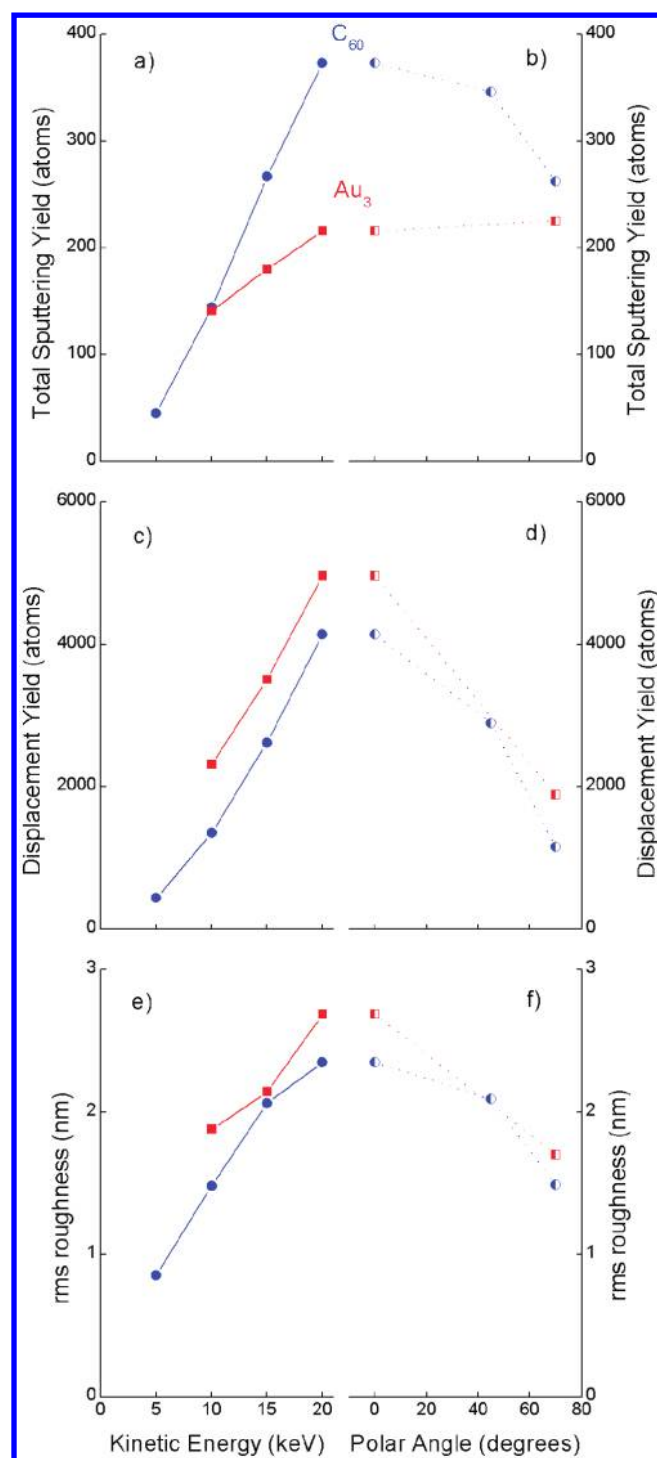 C60
a)
b)
Au3
400
300
200
100
0
400
300
200
100
0
Total Sputtering Yield (atoms)
Total Sputtering Yield (atoms)
c)
d)
6000
4000
2000
0
6000
4000
2000
0
Displacement Yield (atoms)
Displacement Yield (atoms)
e)
f)
3
2
1
0
3
2
1
0
rms roughness (nm)
rms roughness (nm)
0 5 10 15 20 0 20 40 60 80
Kinetic Energy (keV) Polar Angle (degrees)